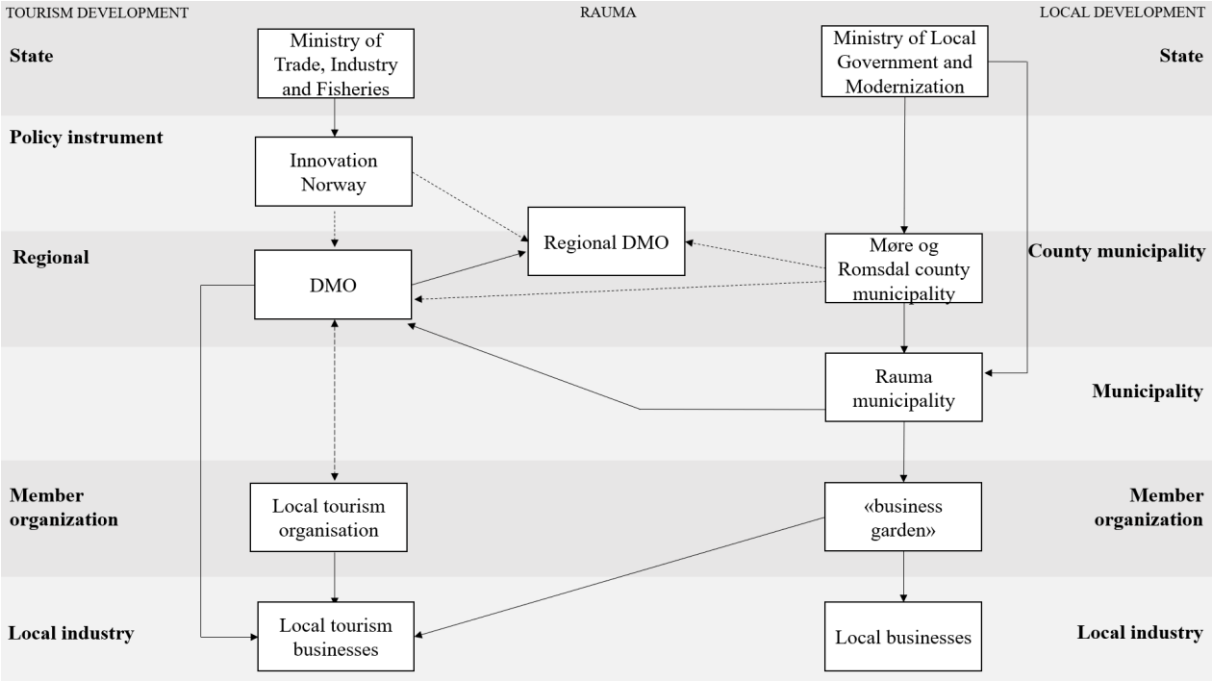 TOURISM DEVELOPMENT
RAUMA
LOCAL DEVELOPMENT
State
Ministry of
Trade, Industry
and Fisheries
Ministry of Local
Government and
Modernization
State
Policy instrument
Innovation
Norway
Regional
DMO
Regional DMO
Møre og
Romsdal county
municipality
County municipality
Rauma
municipality
Municipality
Member
organization
Local tourism
organisation
«business
garden»
Member
organization
Local industry
Local tourism
businesses
Local businesses
Local industry